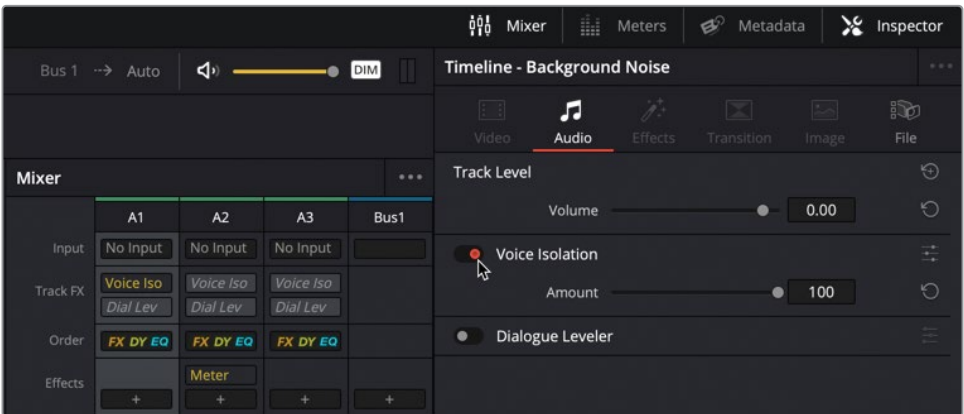 Mixer Meters Metadata Inspector
Bus 1 Auto DIM
Timeline - Background Noise
Video Audio Effects Transition Image File
Mixer
Track Level
Volume 0.00
A1 A2 A3 Bus1
Input No Input No Input No Input
Voice Isolation
Track FX Voice Iso Voice Iso Voice Iso
Dial Lev Dial Lev Dial Lev
Amount 100
Order FX DY EQ FX DY EQ FX DY EQ
Dialogue Leveler
Effects Meter
+ + + +